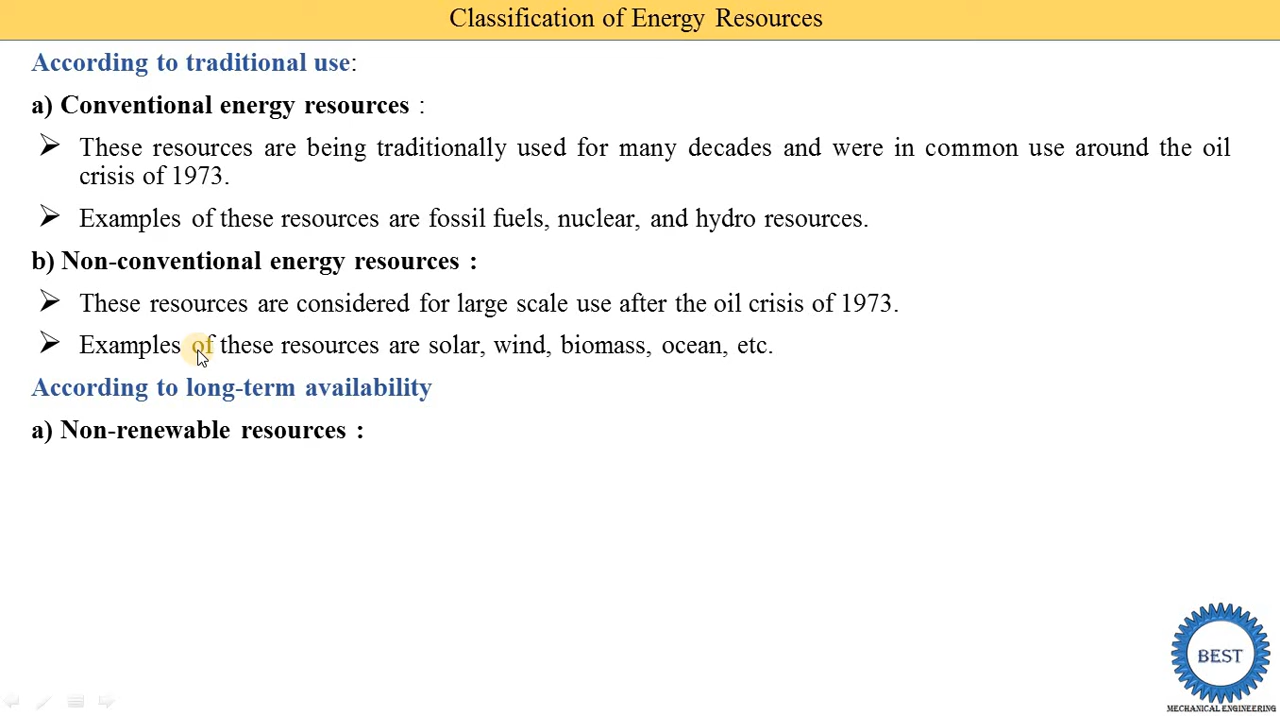 Classification of Energy Resources
According to traditional use:
a) Conventional energy resources :
➢ These resources are being traditionally used for many decades and were in common use around the oil
crisis of 1973.
➢ Examples of these resources are fossil fuels, nuclear, and hydro resources.
b) Non-conventional energy resources :
➢ These resources are considered for large scale use after the oil crisis of 1973.
➢ Examples of these resources are solar, wind, biomass, ocean, etc.
According to long-term availability
a) Non-renewable resources :
BEST
MECHANICAL ENGINEERING